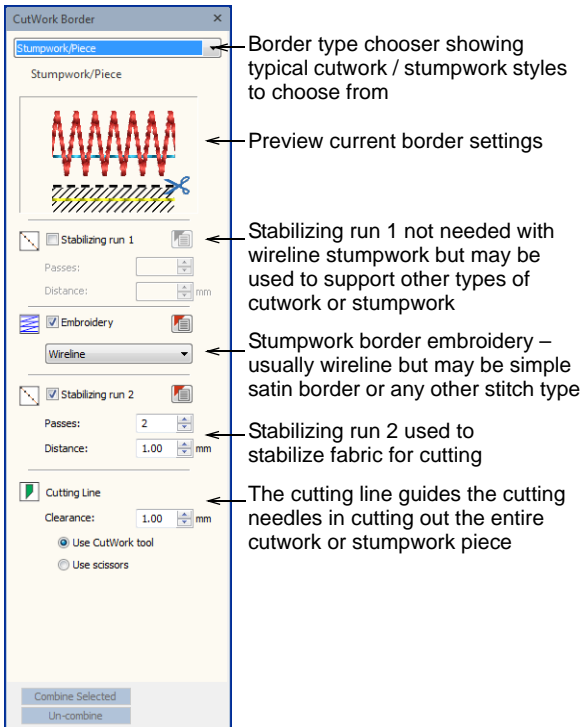 CutWork Border ×
Stumpwork/Piece
Border type chooser showing
typical cutwork / stumpwork styles
to choose from
Stumpwork/Piece
Preview current border settings
Stabilizing run 1
Passes:
Distance: mm
Stabilizing run 1 not needed with
wireline stumpwork but may be
used to support other types of
cutwork or stumpwork
Embroidery
Wireline
Stumpwork border embroidery –
usually wireline but may be simple
satin border or any other stitch type
Stabilizing run 2
Passes: 2
Distance: 1.00 mm
Stabilizing run 2 used to
stabilize fabric for cutting
Cutting Line
Clearance: 1.00 mm
Use CutWork tool
Use scissors
The cutting line guides the cutting
needles in cutting out the entire
cutwork or stumpwork piece
Combine Selected
Un-combine